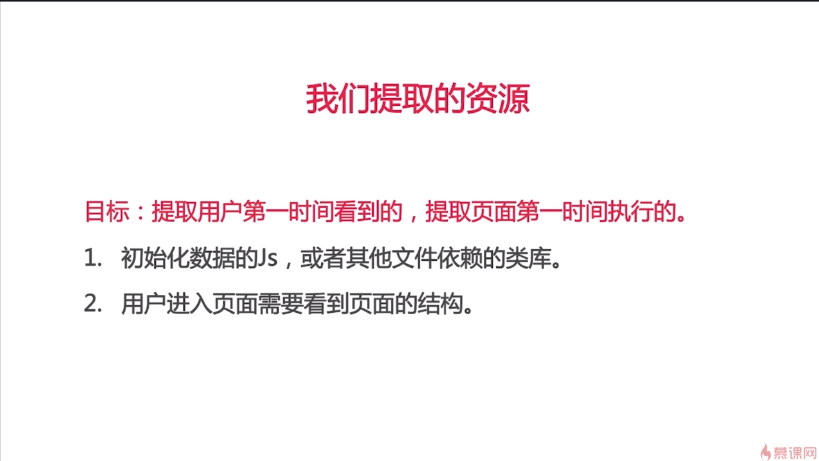 我们提取的资源
目标：提取用户第一时间看到的，提取页面第一时间执行的。
1. 初始化数据的Js，或者其他文件依赖的类库。
2. 用户进入页面需要看到页面的结构。
慕课网